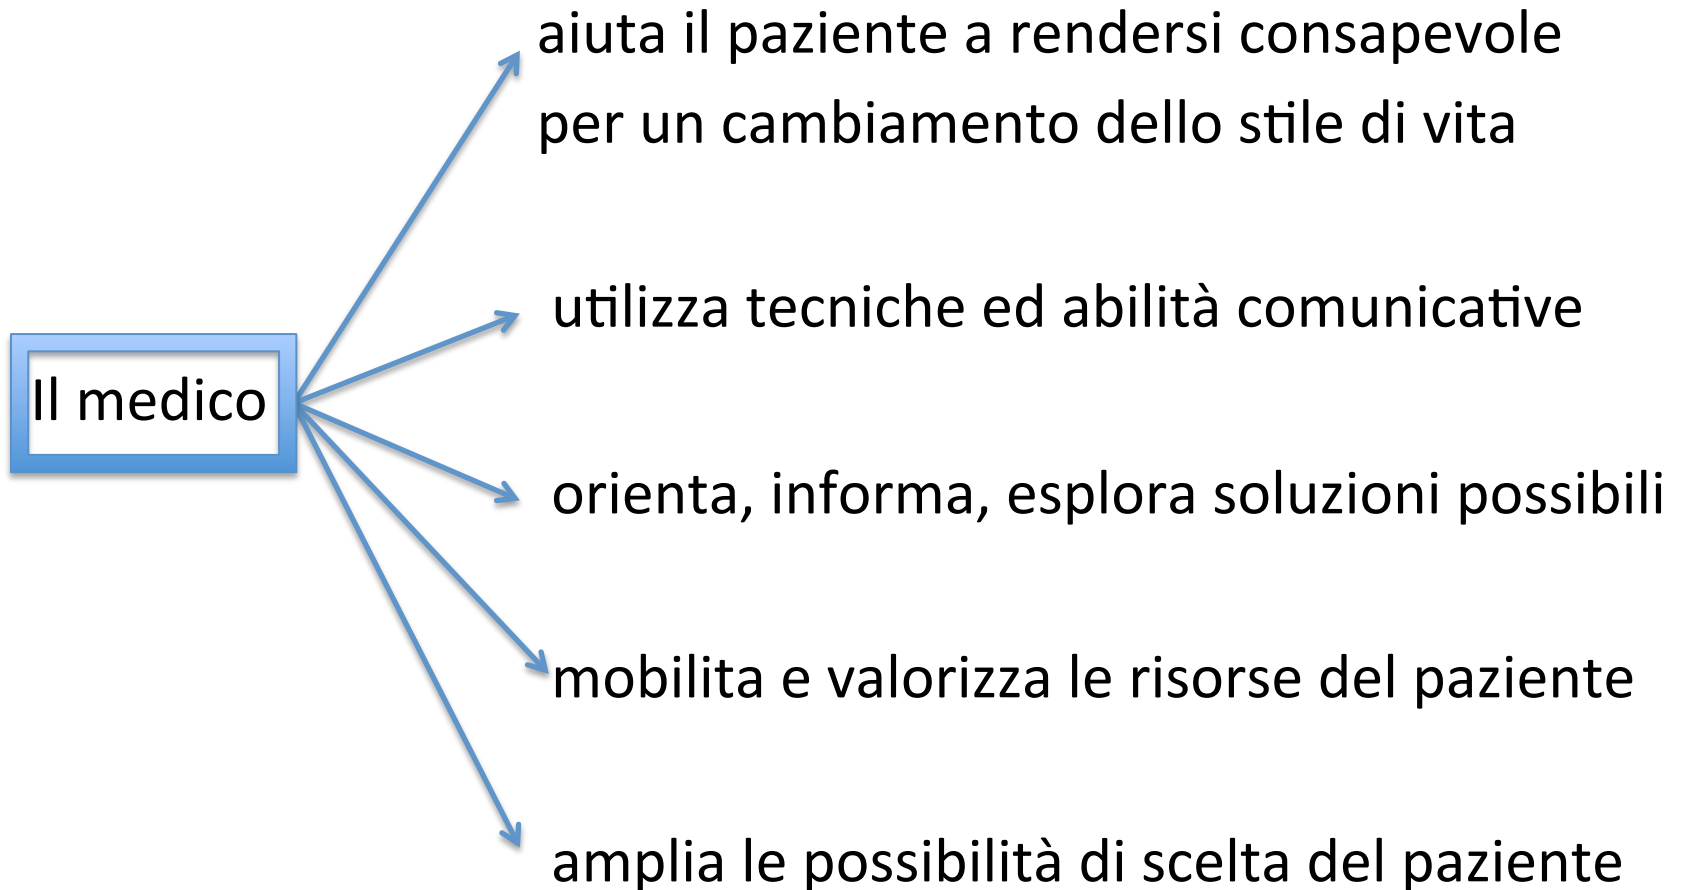 aiuta il paziente a rendersi consapevole
per un cambiamento dello stile di vita
utilizza tecniche ed abilità comunicative
Il medico
orienta, informa, esplora soluzioni possibili
mobilita e valorizza le risorse del paziente
amplia le possibilità di scelta del paziente